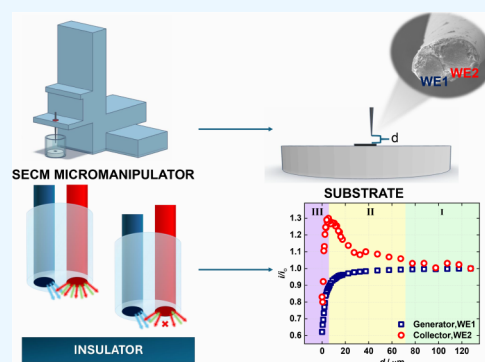 WE1
WE2
d
SECM MICROMANIPULATOR
SUBSTRATE
III
II
I
1.3
1.2
1.1
1.0
0.9
0.8
0.7
0.6
i/i∞
Generator,WE1
Collector,WE2
0
20
40
60
80
100
120
d / μm
INSULATOR